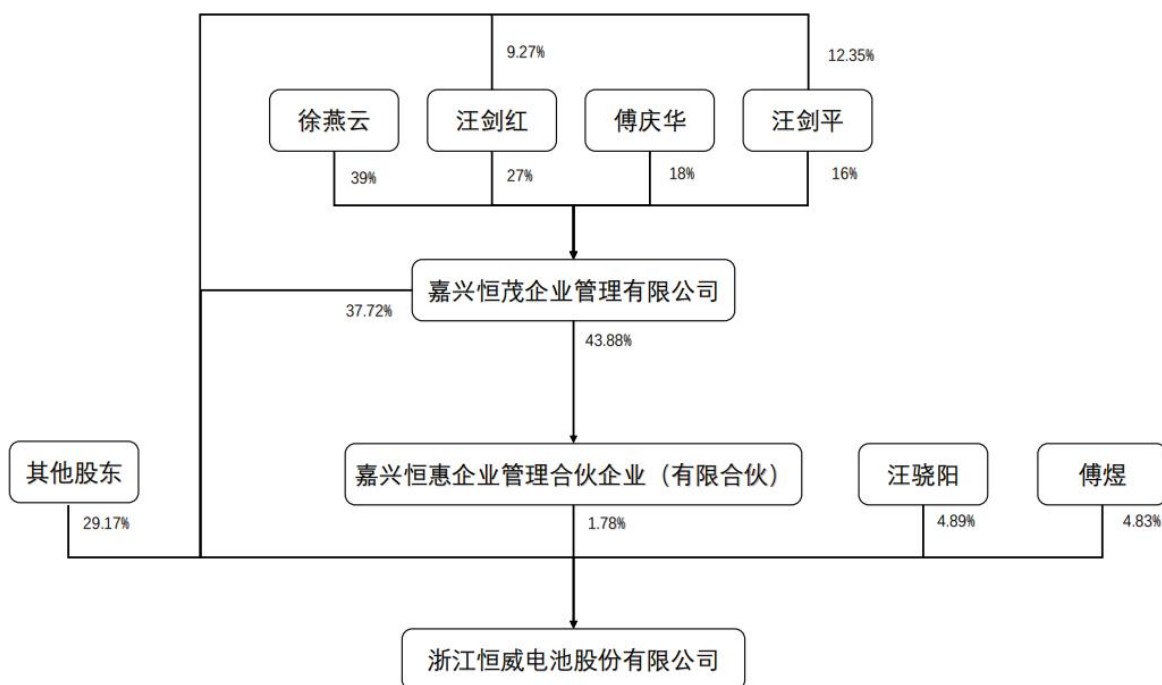 9.27%
12.35%
徐燕云
汪剑红
傅庆华
汪剑平
39%
27%
18%
16%
嘉兴恒茂企业管理有限公司
37.72%
43.88%
其他股东
嘉兴恒惠企业管理合伙企业（有限合伙）
汪骁阳
傅煜
29.17%
1.78%
4.89%
4.83%
浙江恒威电池股份有限公司